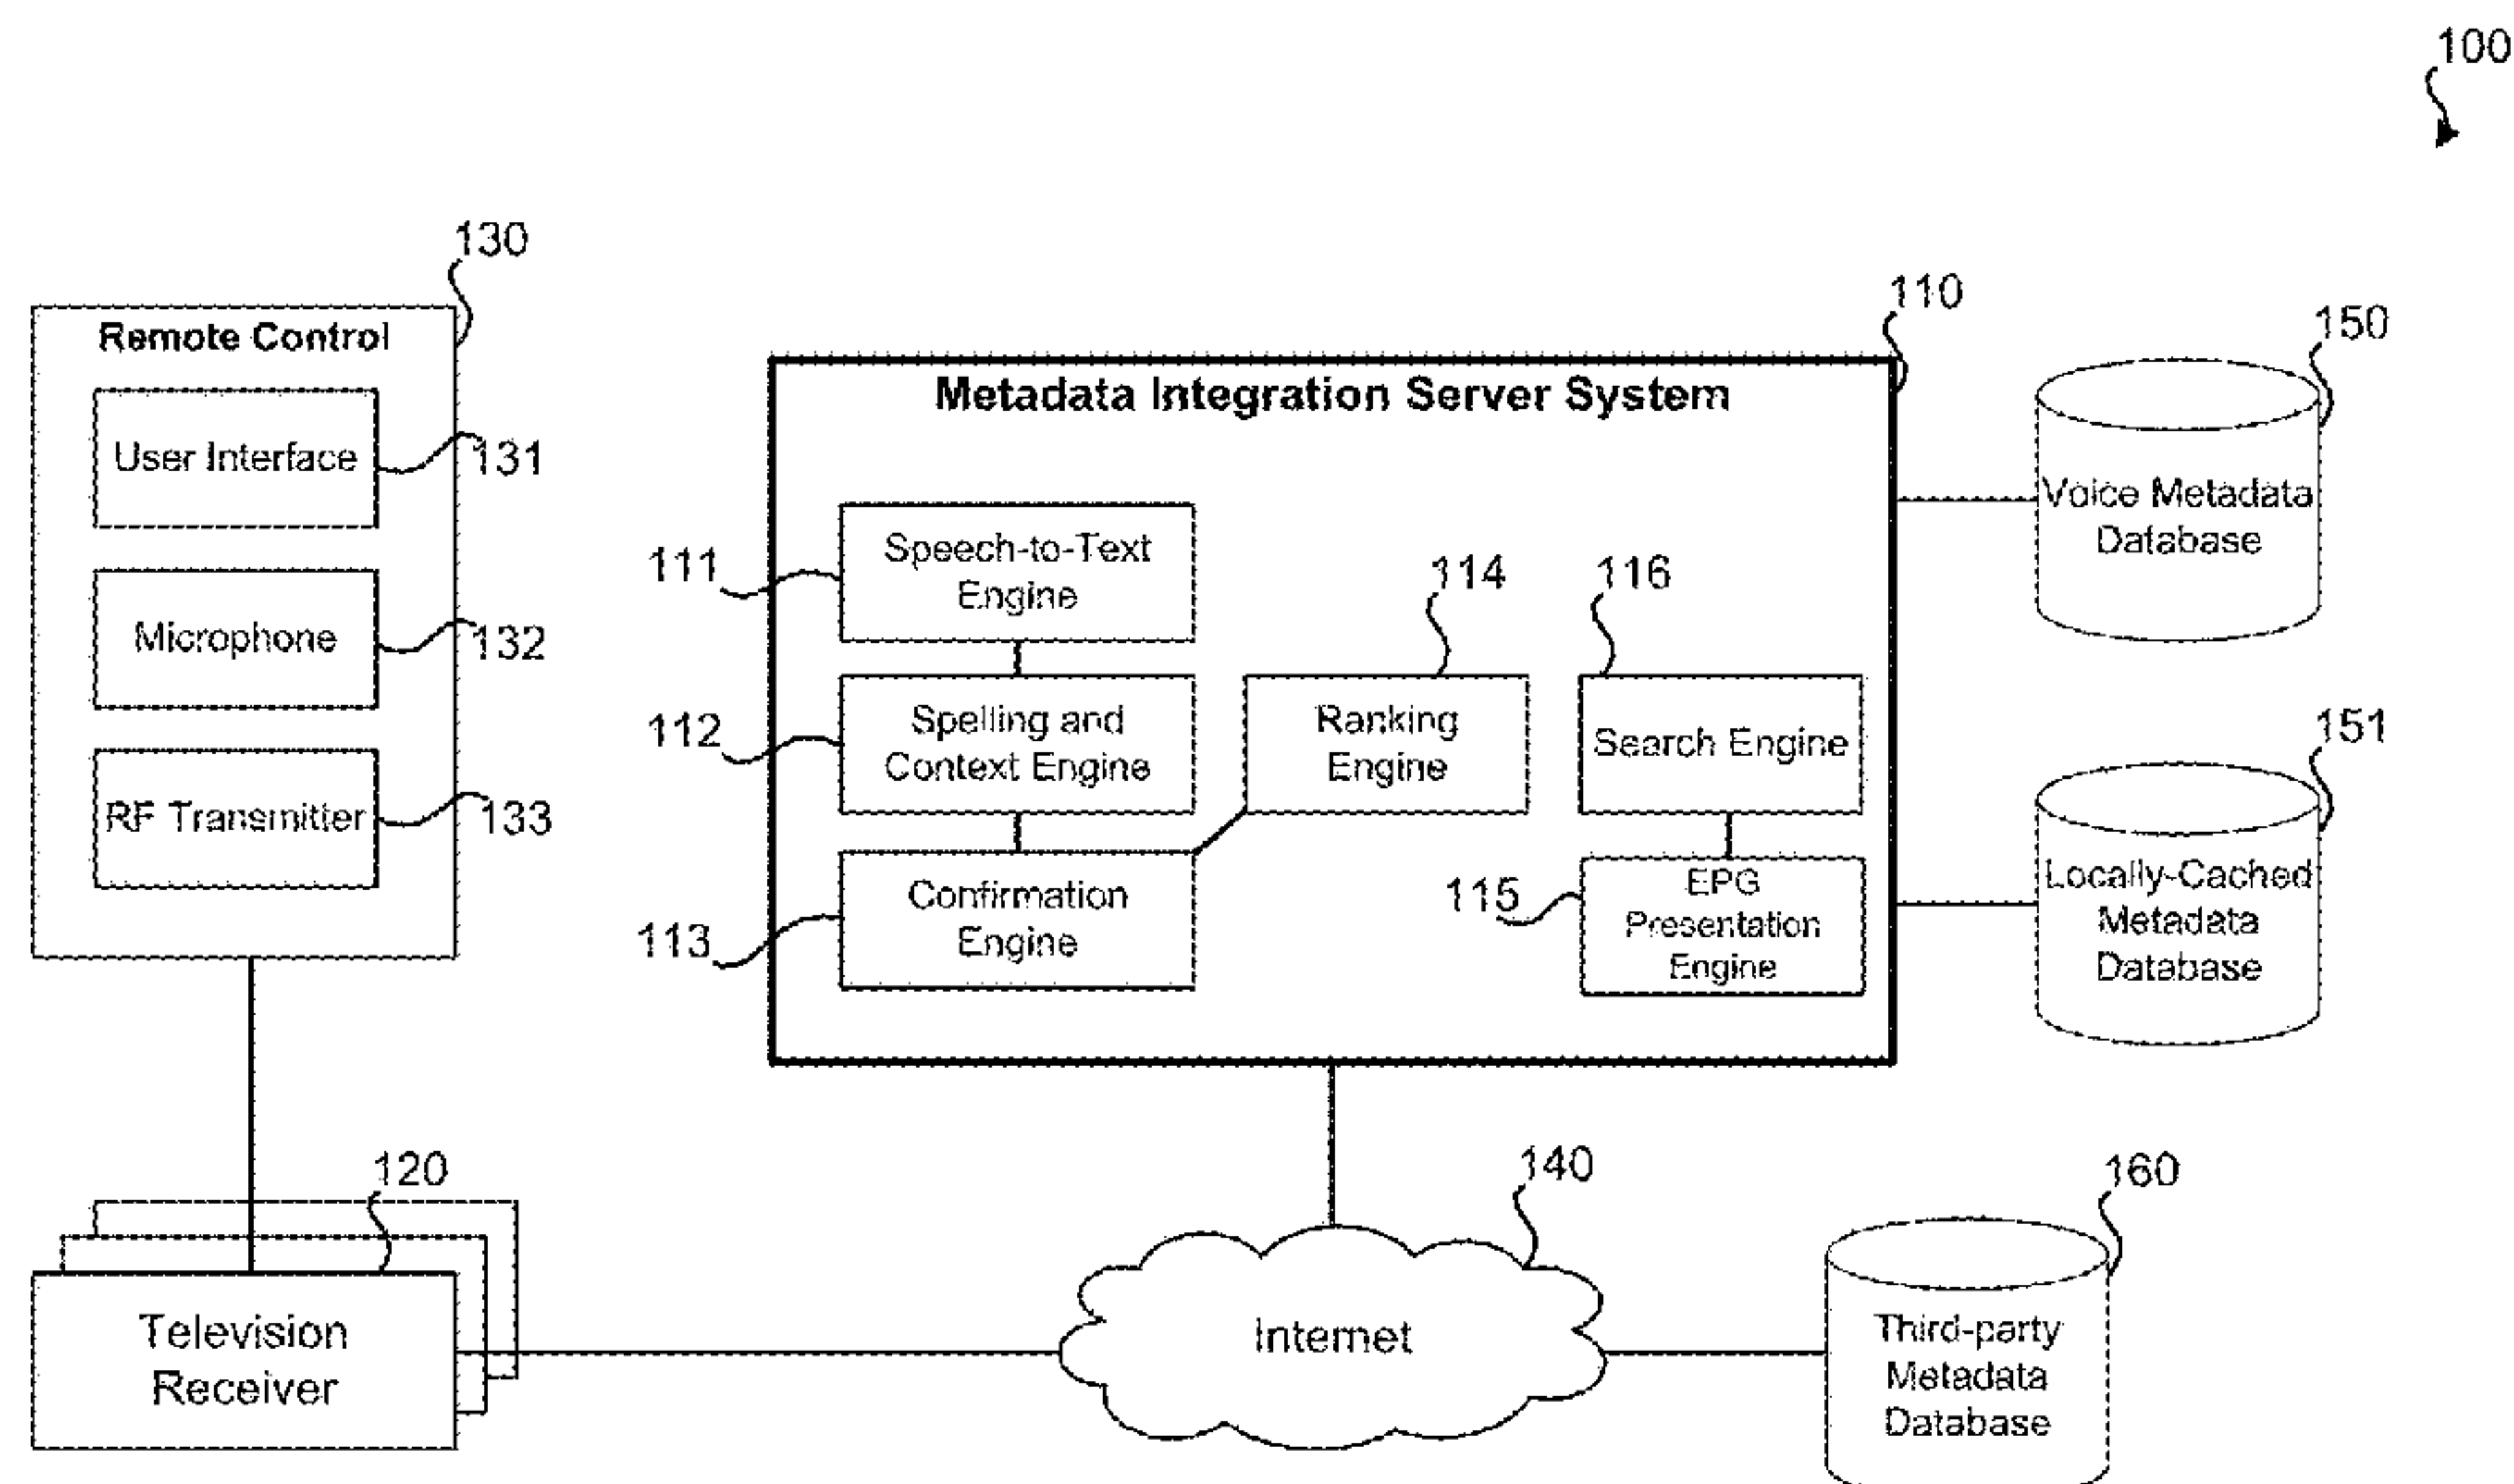 100
130
Remote Control
User Interface
131
Microphone
132
RF Transmitter
133
110
Metadata Integration Server System
111
Speech-to-Text
Engine
112
Spelling and
Context Engine
113
Confirmation
Engine
114
Ranking
Engine
116
Search Engine
115
EPG
Presentation
Engine
150
Voice Metadata
Database
151
Locally-Cached
Metadata
Database
120
Television
Receiver
140
Internet
160
Third-party
Metadata
Database